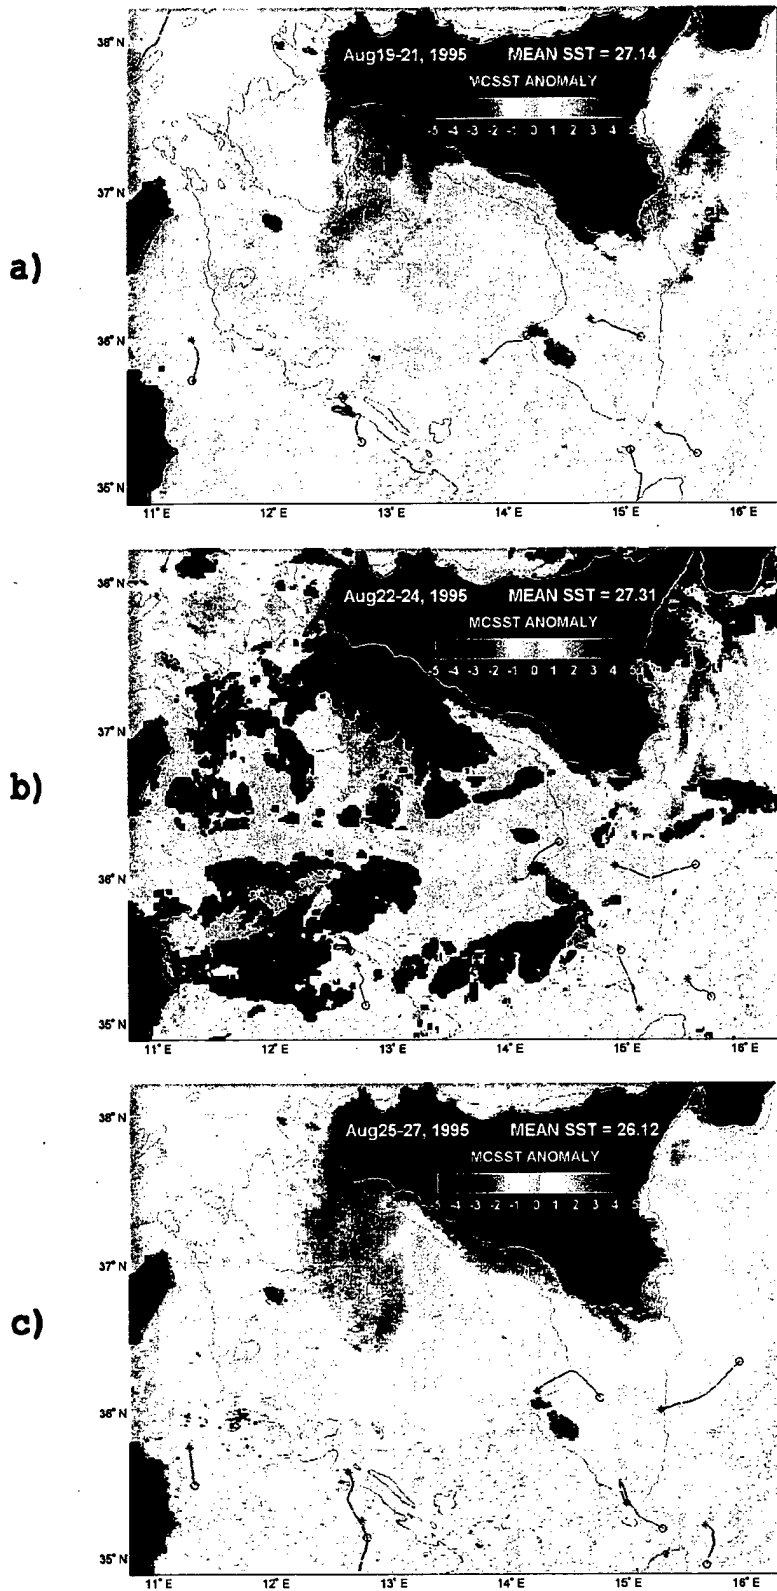 a)
38° N
37° N
36° N
35° N
Aug19-21, 1995 MEAN SST = 27.14
MCSST ANOMALY
-5 -4 -3 -2 -1 0 1 2 3 4 5
11° E 12° E 13° E 14° E 15° E 16° E
b)
38° N
37° N
36° N
35° N
Aug22-24, 1995 MEAN SST = 27.31
MCSST ANOMALY
-5 -4 -3 -2 -1 0 1 2 3 4 5
11° E 12° E 13° E 14° E 15° E 16° E
c)
38° N
37° N
36° N
35° N
Aug25-27, 1995 MEAN SST = 26.12
MCSST ANOMALY
-5 -4 -3 -2 -1 0 1 2 3 4 5
11° E 12° E 13° E 14° E 15° E 16° E